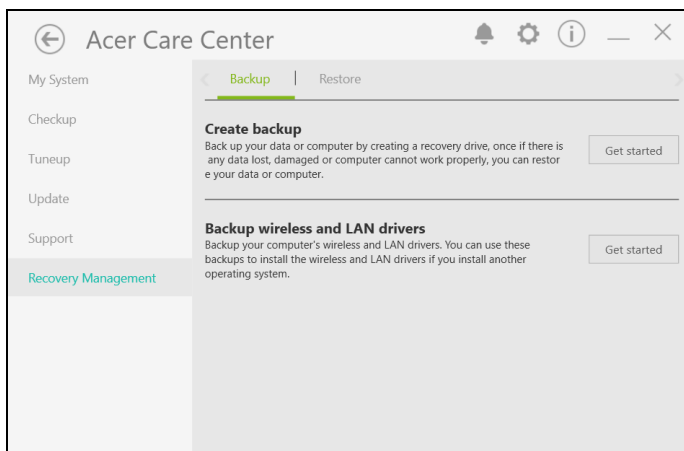 Acer Care Center
My System
Checkup
Tuneup
Update
Support
Recovery Management
Backup
Restore
Create backup
Back up your data or computer by creating a recovery drive, once if there is
any data lost, damaged or computer cannot work properly, you can restor
e your data or computer.
Get started
Backup wireless and LAN drivers
Backup your computer's wireless and LAN drivers. You can use these
backups to install the wireless and LAN drivers if you install another
operating system.
Get started